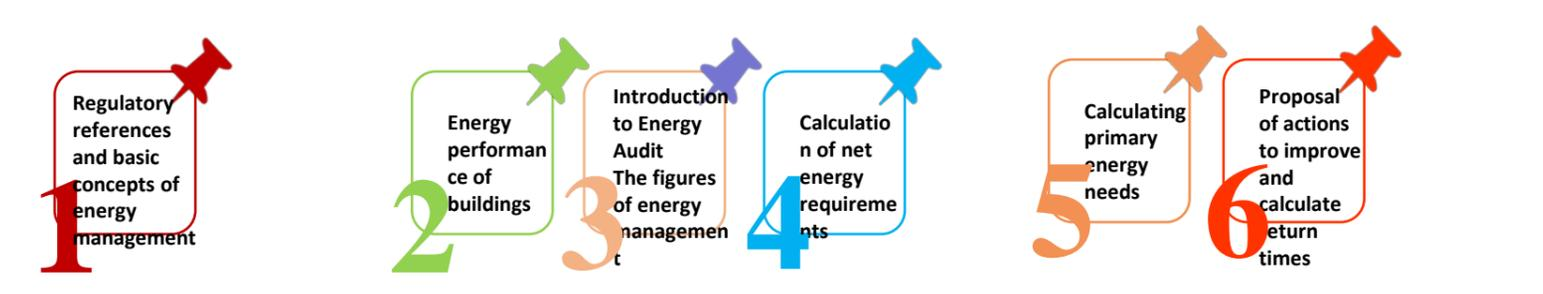 1
Regulatory
references
and basic
concepts of
energy
management
2
Energy
performan
ce of
buildings
3
Introduction
to Energy
Audit
The figures
of energy
managemen
t
4
Calculatio
n of net
energy
requireme
nts
5
Calculating
primary
energy
needs
6
Proposal
of actions
to improve
and
calculate
return
times